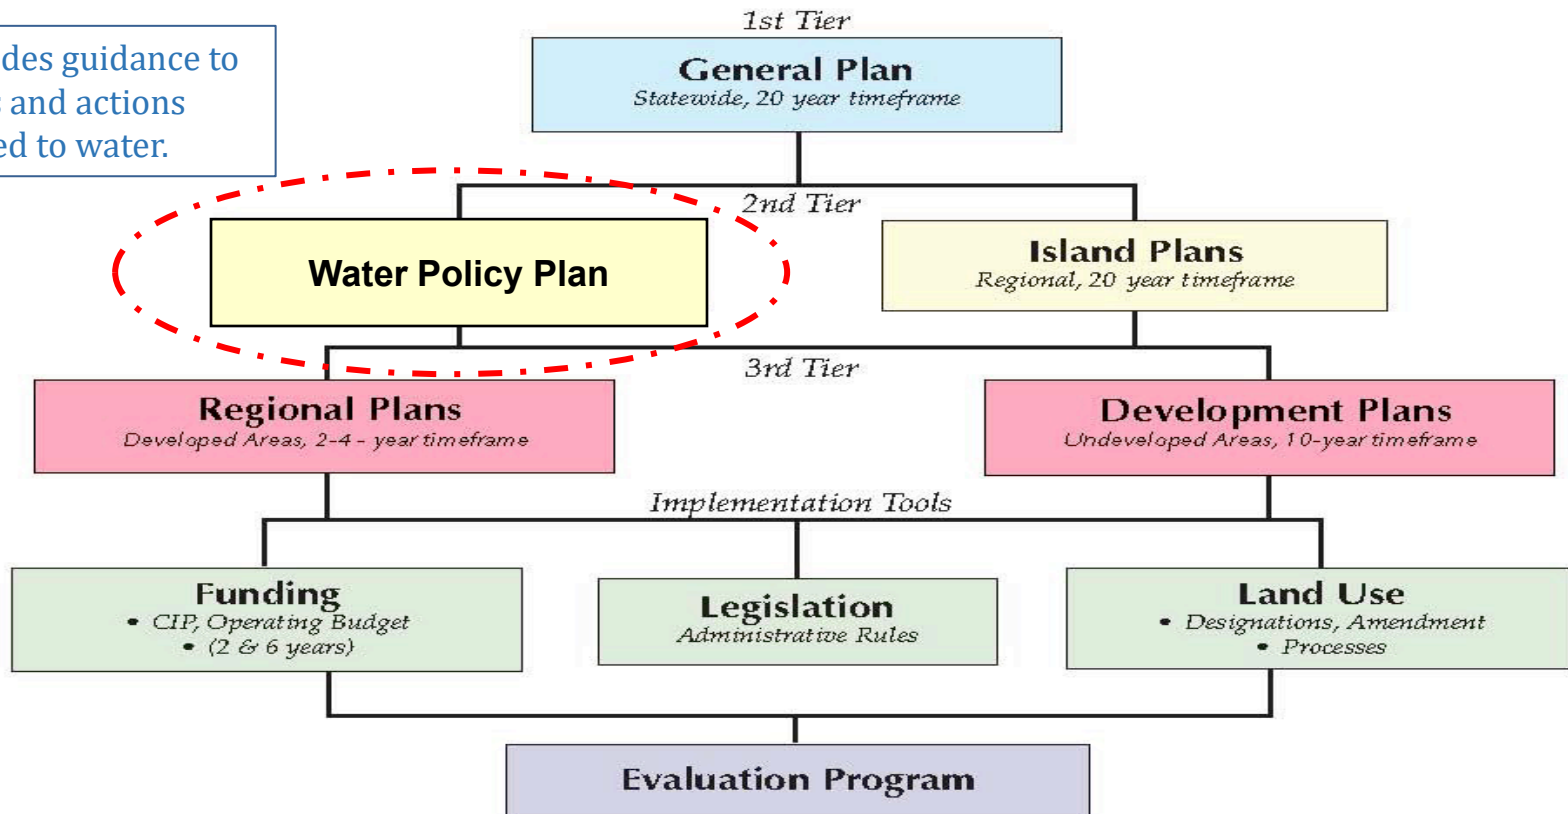 1st Tier
des guidance to
and actions
ed to water.
General Plan
Statewide, 20 year timeframe
2nd Tier
Water Policy Plan
Island Plans
Regional, 20 year timeframe
3rd Tier
Regional Plans
Developed Areas, 2-4 - year timeframe
Development Plans
Undeveloped Areas, 10-year timeframe
Implementation Tools
Funding
• CIP, Operating Budget
• (2 & 6 years)
Legislation
Administrative Rules
Land Use
• Designations, Amendment
• Processes
Evaluation Program